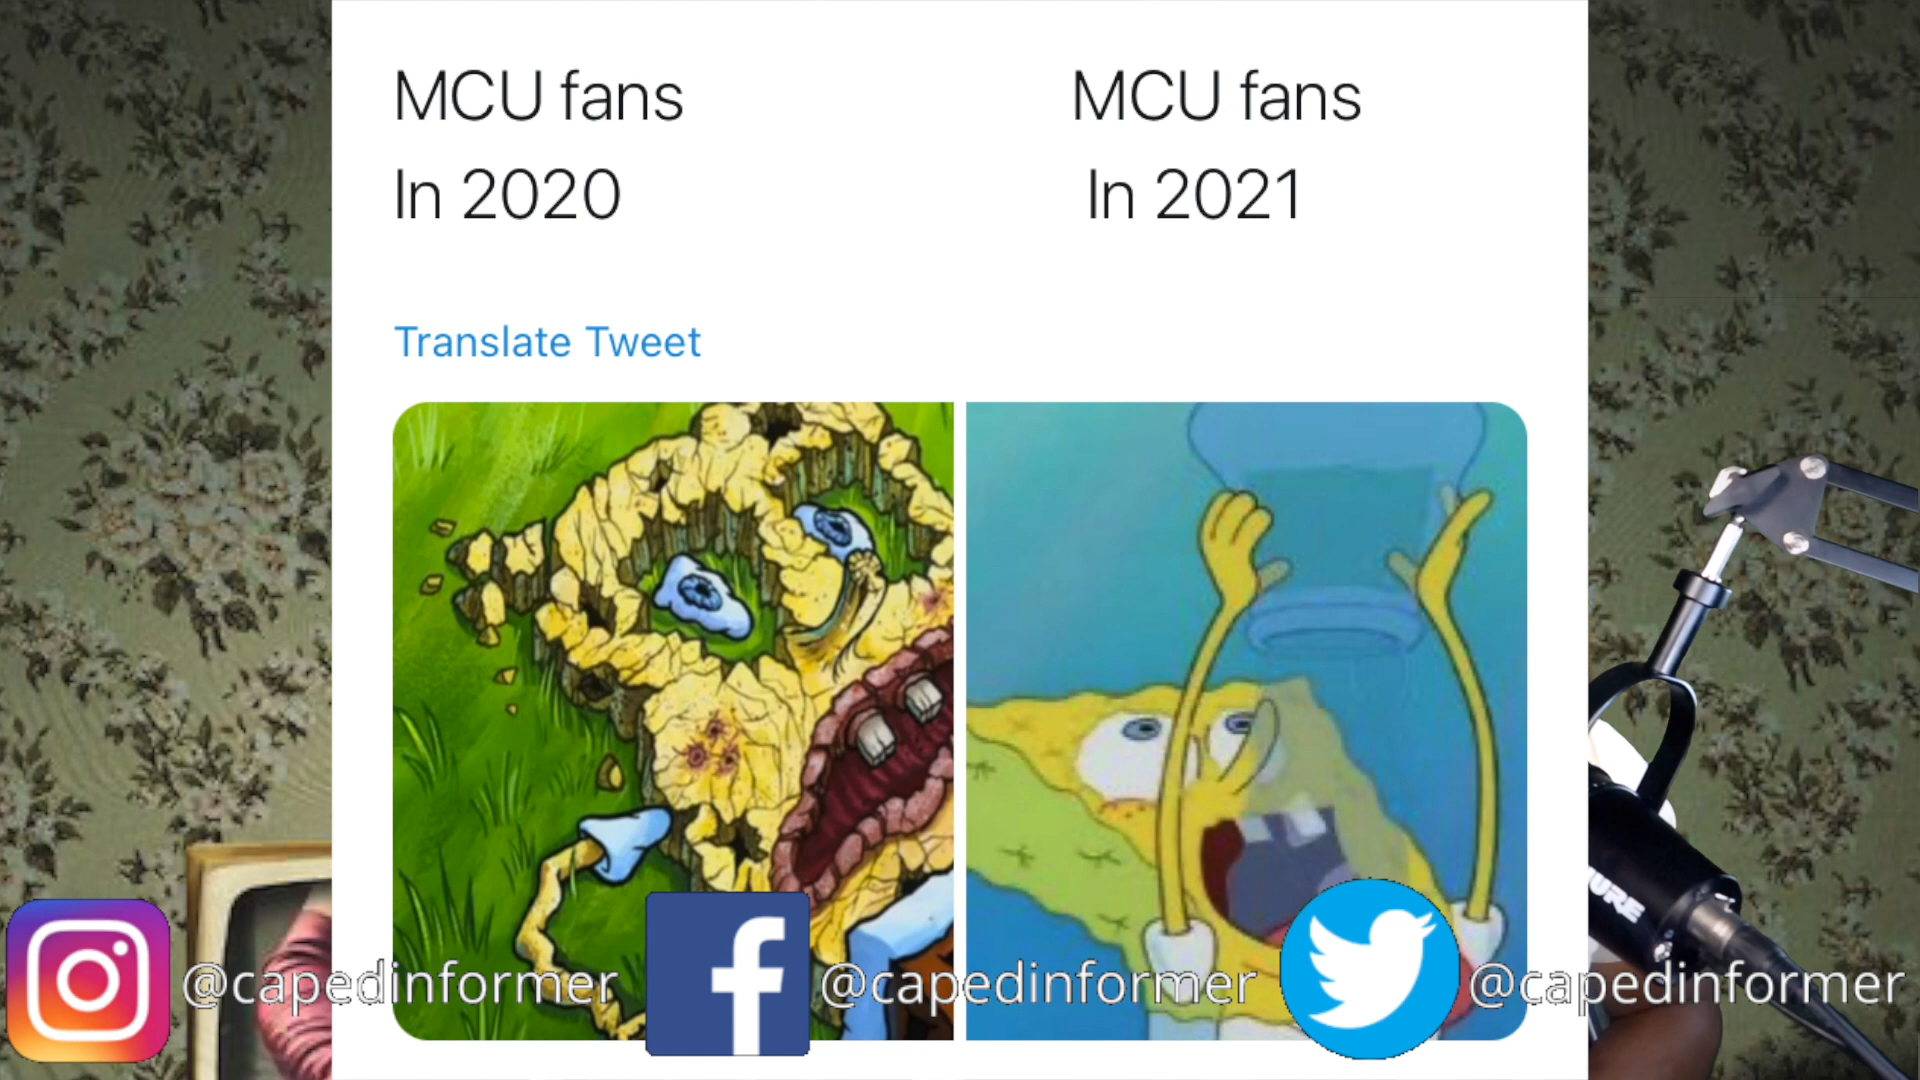 MCU fans MCU fans
In 2020 In 2021
Translate Tweet
@capedinformer @capedinformer @capedinformer